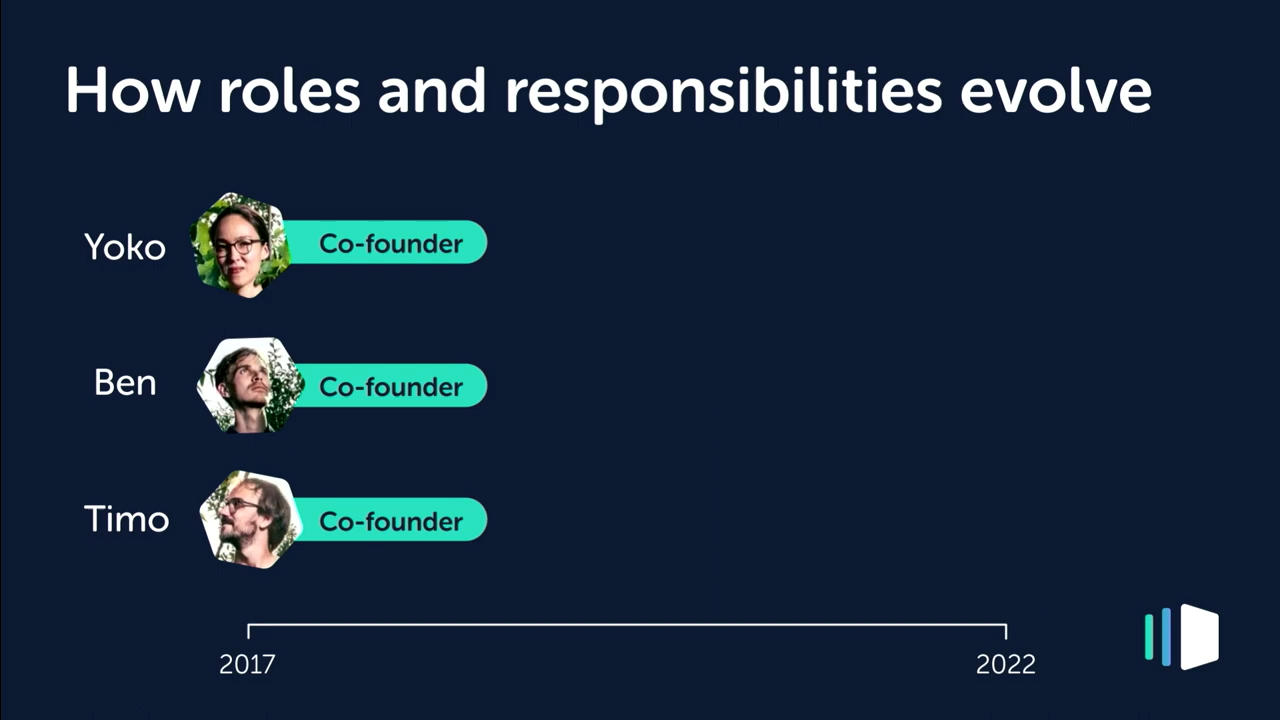 How roles and responsibilities evolve
Yoko Co-founder
Ben Co-founder
Timo Co-founder
2017 2022